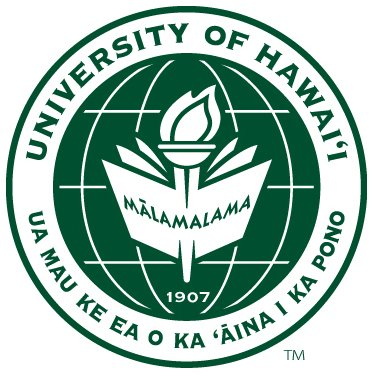 UNIVERSITY OF HAWAIʻI
MĀLAMALAMA
1907
UA MAU KE EA O KA ʻĀINA I KA PONO
TM